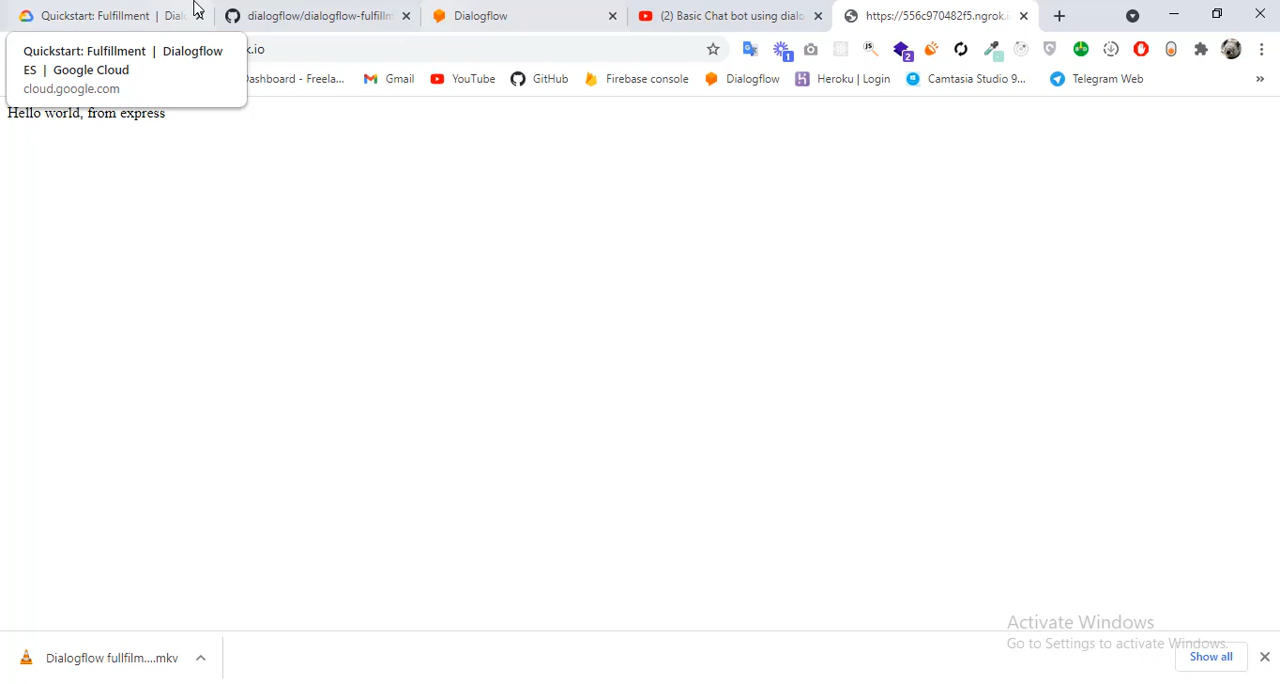 Quickstart: Fulfillment | Dial
dialogflow/dialogflow-fulfillm
Dialogflow
(2) Basic Chat bot using dialo
https://556c970482f5.ngrok.i
Quickstart: Fulfillment | Dialogflow
ES | Google Cloud
cloud.google.com
k.io
Dashboard - Freela...
Gmail
YouTube
GitHub
Firebase console
Dialogflow
Heroku | Login
Camtasia Studio 9...
Telegram Web
»
Hello world, from express
Activate Windows
Go to Settings to activate Windows.
Dialogflow fullfilm....mkv
Show all